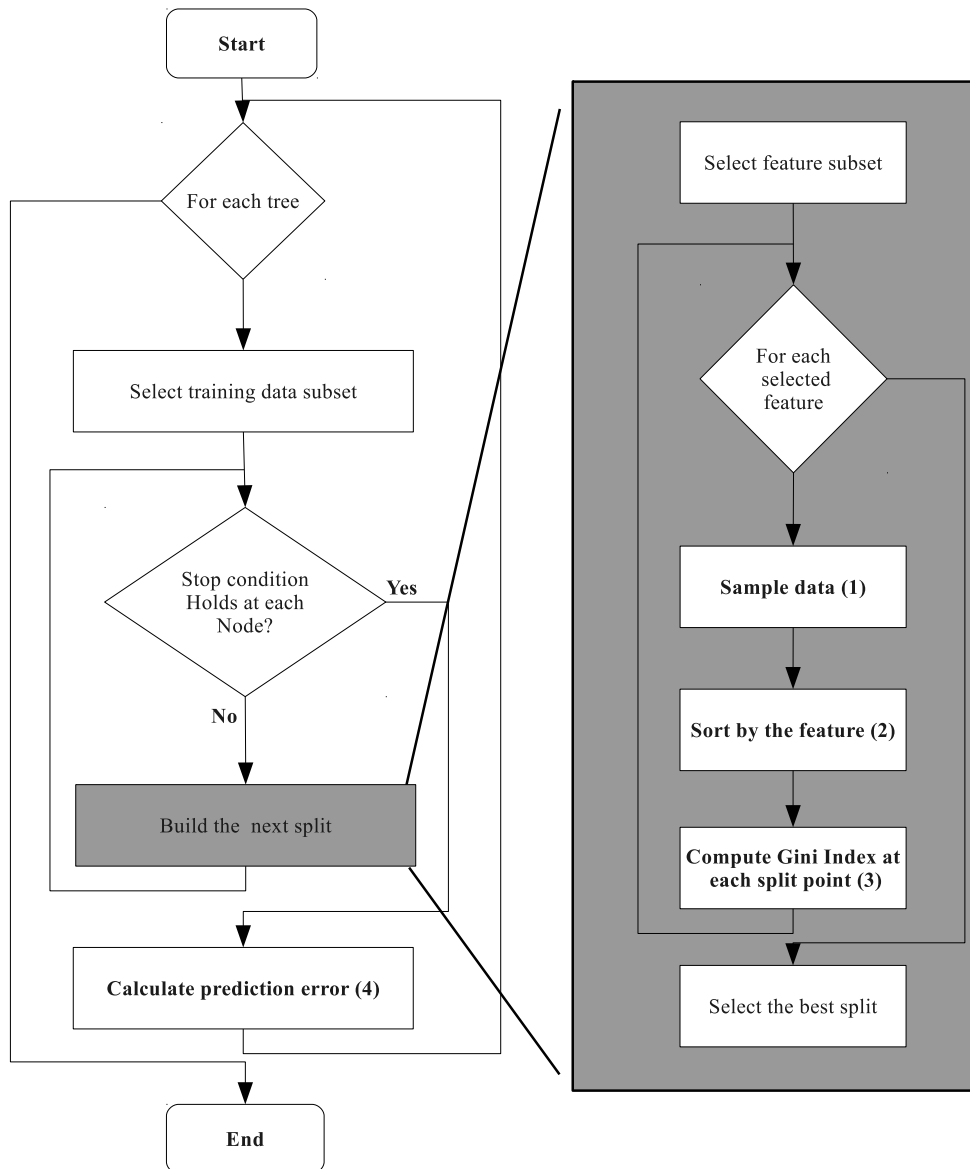 Start
For each tree
Select training data subset
Stop condition
Holds at each
Node?
Yes
No
Build the next split
Calculate prediction error (4)
End
Select feature subset
For each
selected
feature
Sample data (1)
Sort by the feature (2)
Compute Gini Index at
each split point (3)
Select the best split